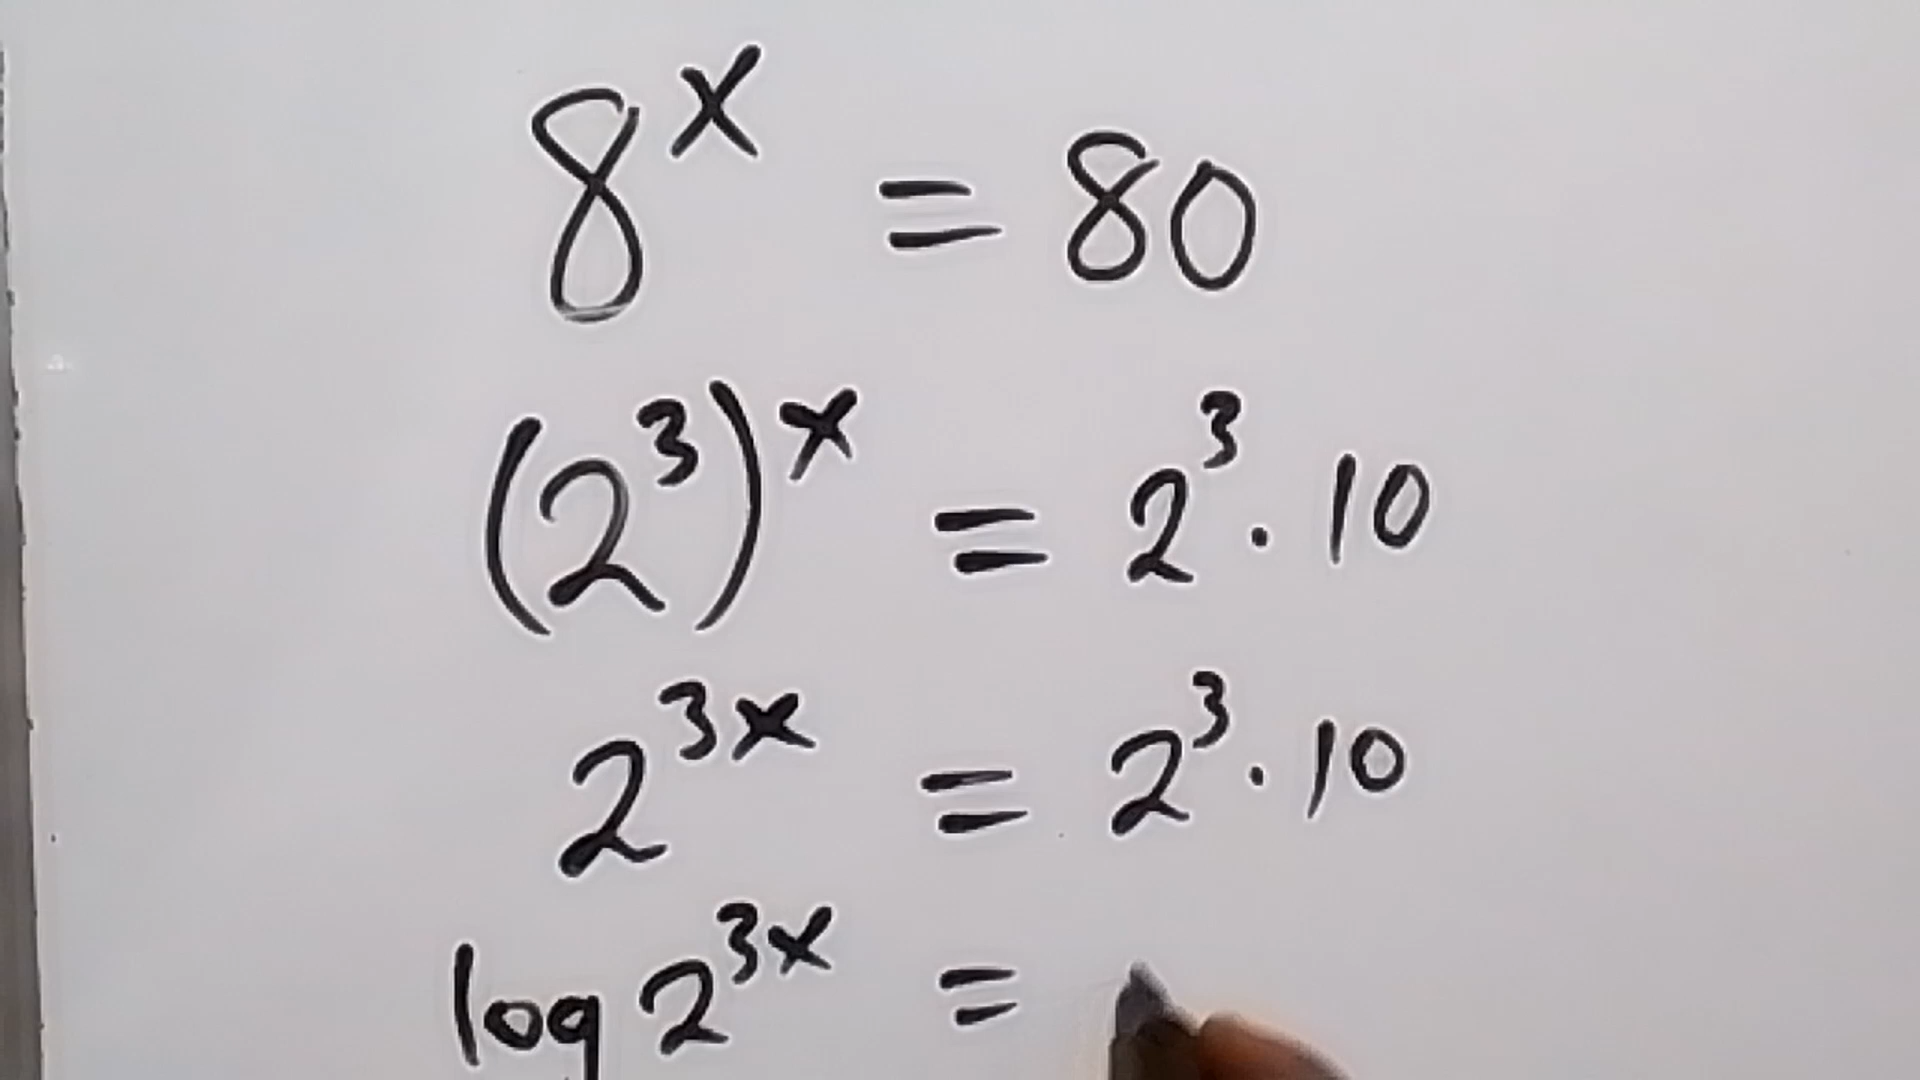 8^x = 80
(2^3)^x = 2^3 · 10
2^{3x} = 2^3 · 10
log 2^{3x} =